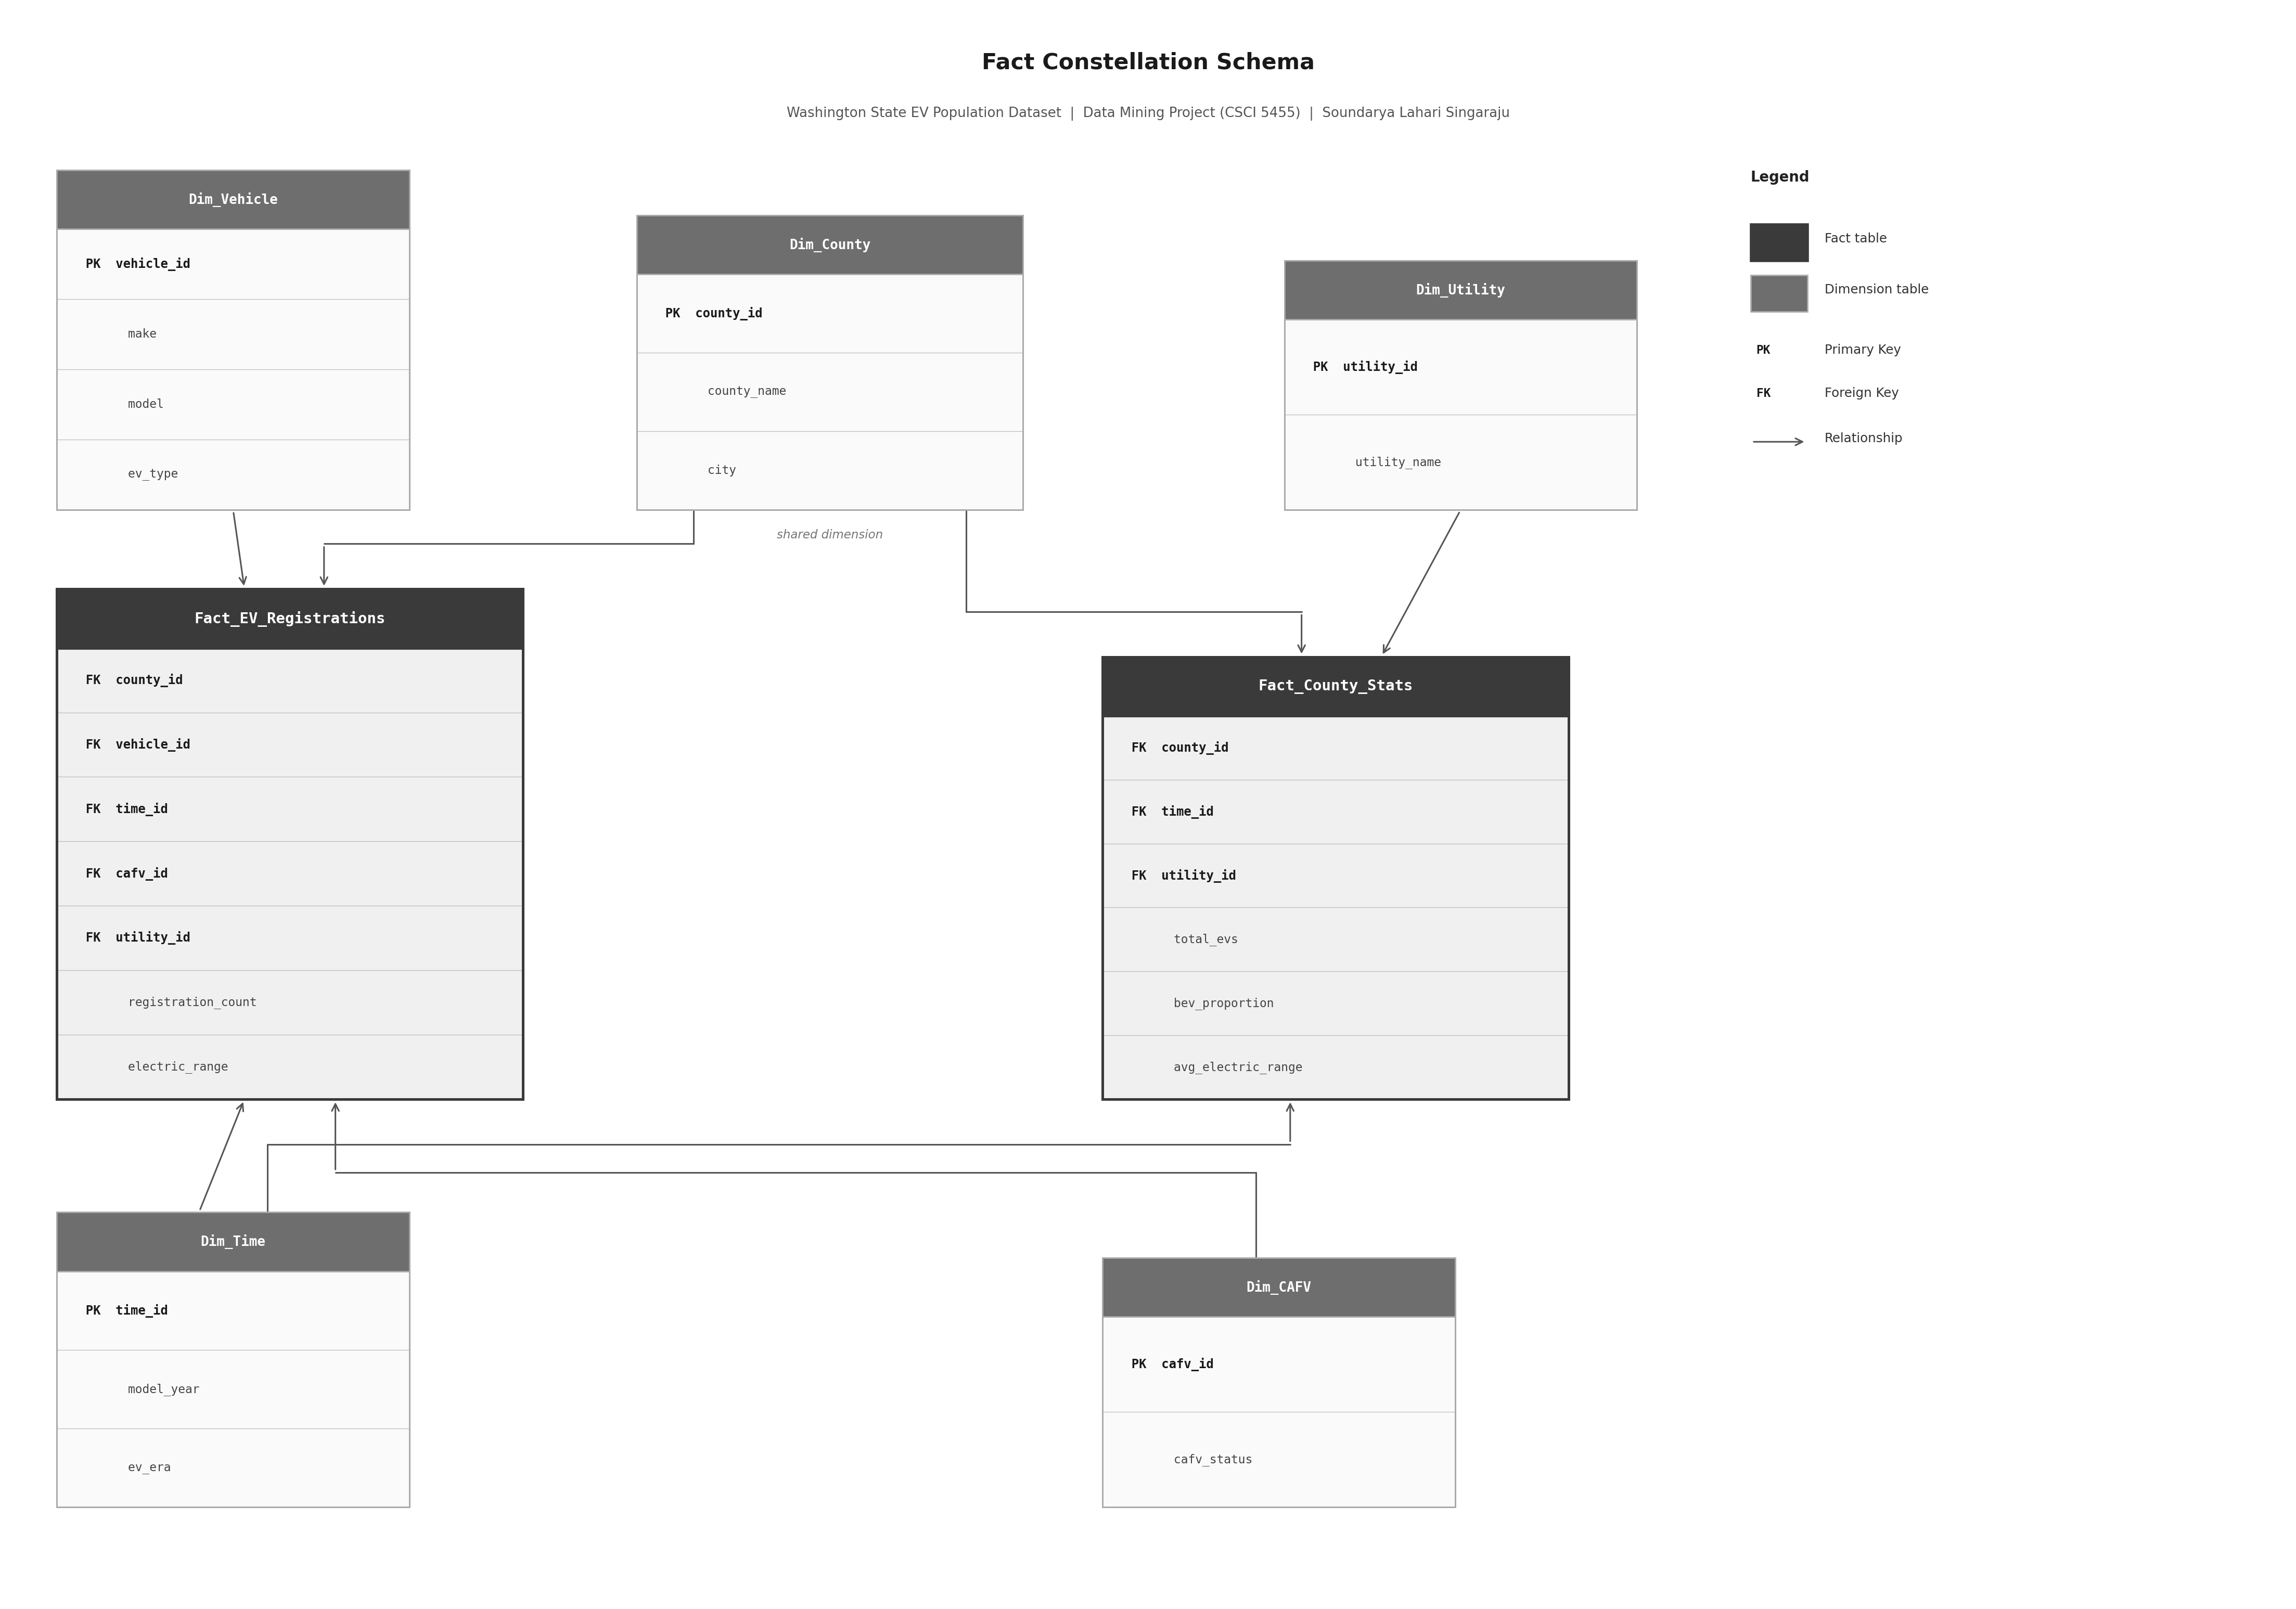 Fact Constellation Schema
Washington State EV Population Dataset | Data Mining Project (CSCI 5455) | Soundarya Lahari Singaraju
Dim_Vehicle
PK vehicle_id
make
model
ev_type
Dim_County
PK county_id
county_name
city
shared dimension
Dim_Utility
PK utility_id
utility_name
Legend
Fact table
Dimension table
PK Primary Key
FK Foreign Key
Relationship
Fact_EV_Registrations
FK county_id
FK vehicle_id
FK time_id
FK cafv_id
FK utility_id
registration_count
electric_range
Fact_County_Stats
FK county_id
FK time_id
FK utility_id
total_evs
bev_proportion
avg_electric_range
Dim_Time
PK time_id
model_year
ev_era
Dim_CAFV
PK cafv_id
cafv_status